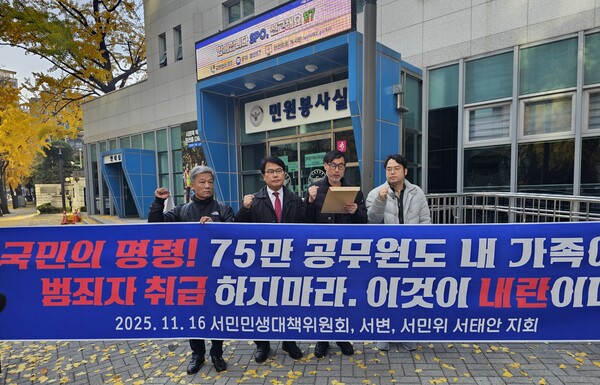 민원봉사실
국민의 명령! 75만 공무원도 내 가족이
범죄자 취급 하지마라. 이것이 내란이다
2025. 11. 16 서민민생대책위원회, 서변, 서민위 서태안 지회